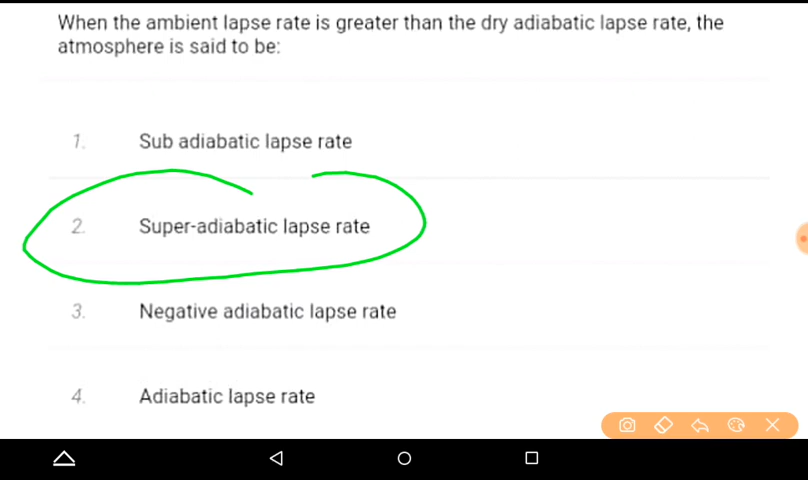 When the ambient lapse rate is greater than the dry adiabatic lapse rate, the
atmosphere is said to be:
1. Sub adiabatic lapse rate
2. Super-adiabatic lapse rate
3. Negative adiabatic lapse rate
4. Adiabatic lapse rate